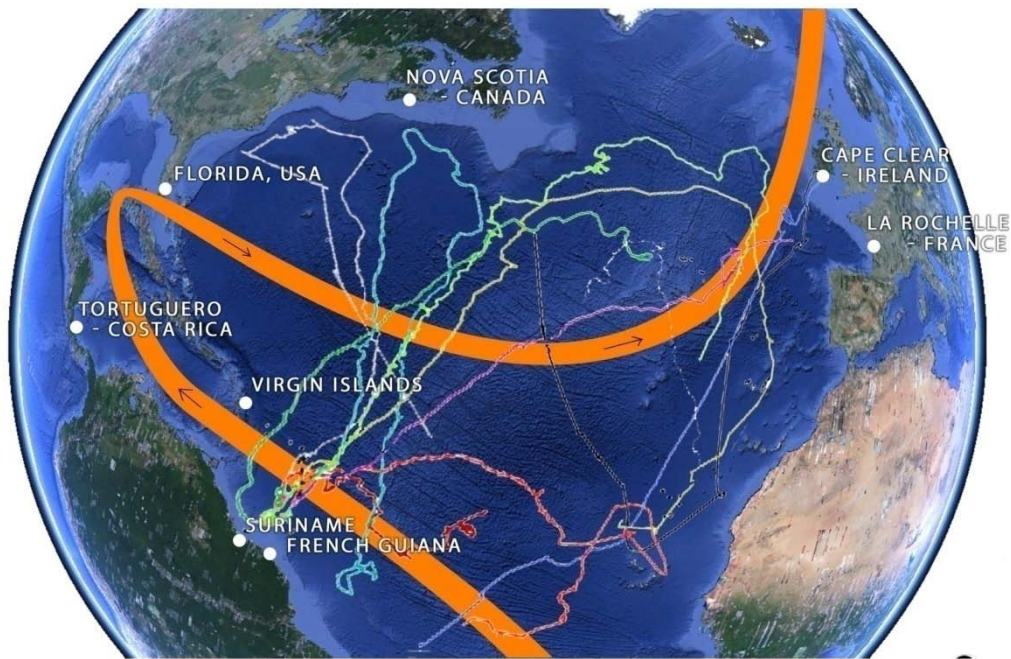 NOVA SCOTIA
- CANADA
FLORIDA, USA
CAPE CLEAR
- IRELAND
LA ROCHELLE
- FRANCE
TORTUGUERO
- COSTA RICA
VIRGIN ISLANDS
SURINAME
FRENCH GUIANA